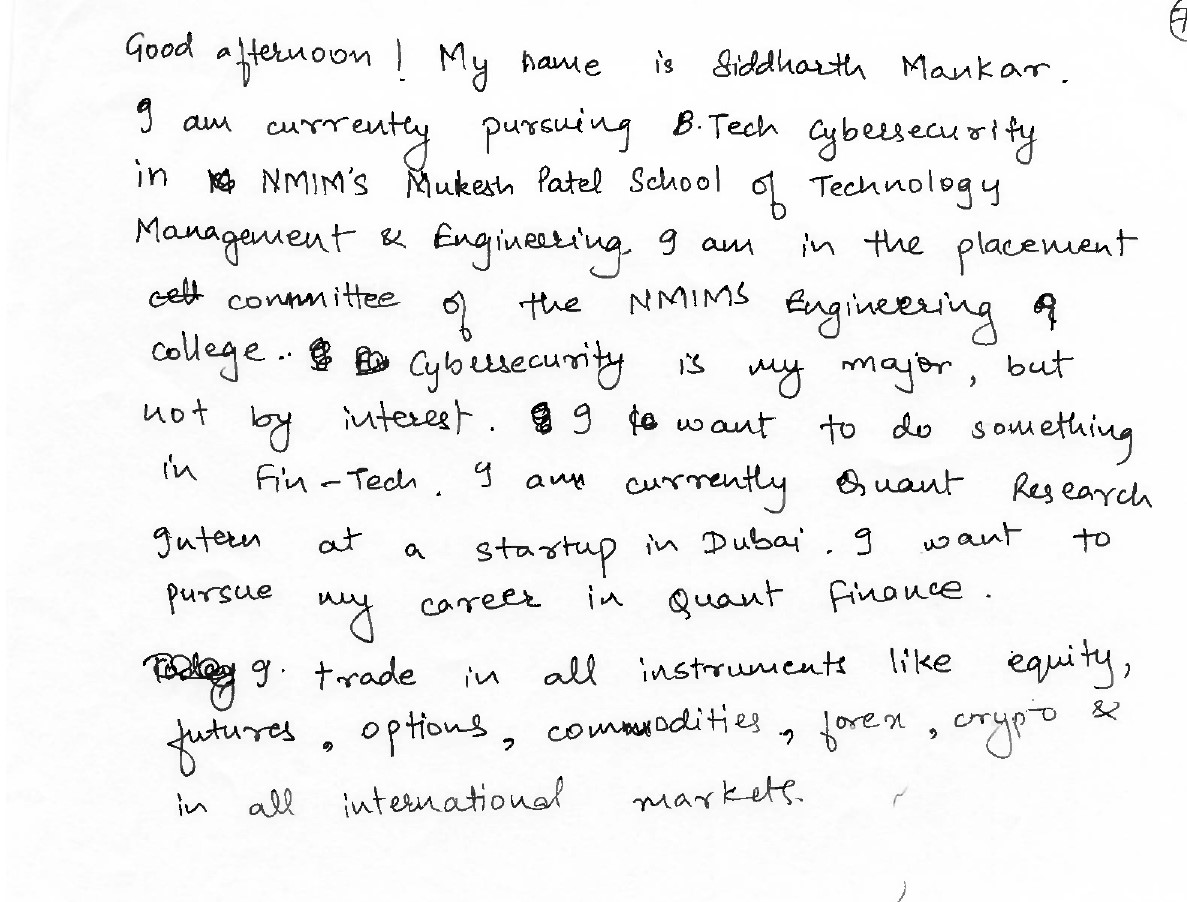 Good afternoon! My name is Siddharth Mankar.
I am currently pursuing B.Tech Cybersecurity
in NMIM'S Mukesh Patel School of Technology
Management & Engineering. I am in the placement
cell committee of the NMIMS Engineering
college.. Cybersecurity is my major, but
not by interest. I want to do something
in Fin-Tech. I am currently Quant Research
Intern at a startup in Dubai. I want to
pursue my career in Quant finance.
Today I. trade in all instruments like equity,
futures, options, commodities, forex, crypto &
in all international markets.